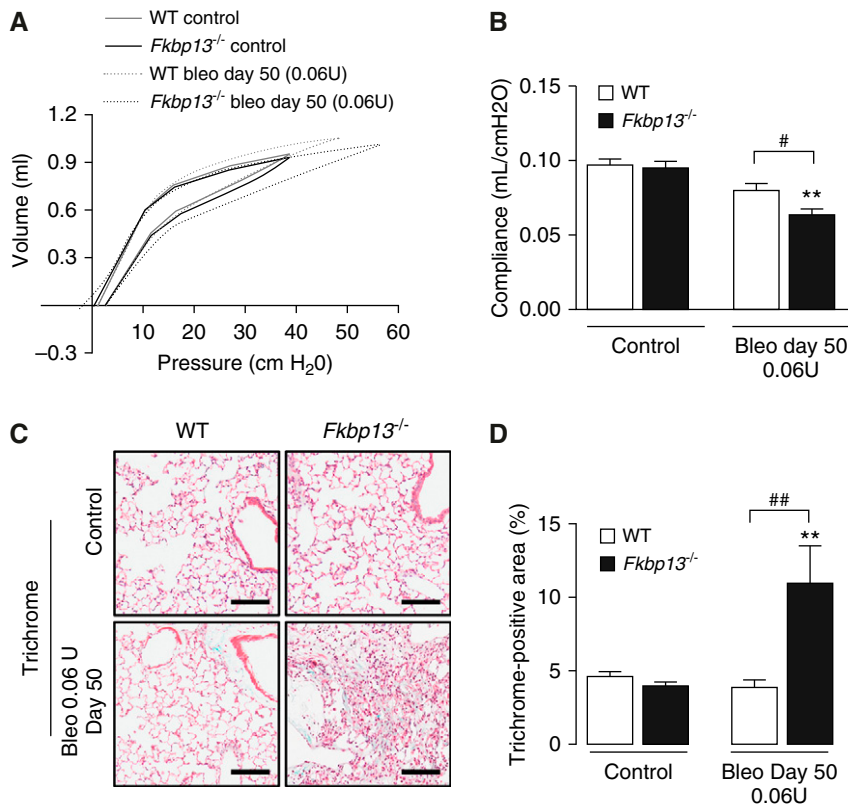 A
WT control
Fkbp13-/- control
WT bleo day 50 (0.06U)
Fkbp13-/- bleo day 50 (0.06U)
Volume (ml)
1.2
0.9
0.6
0.3
−0.3
10 20 30 40 50 60
Pressure (cm H20)
B
Compliance (mL/cmH2O)
0.15
0.10
0.05
0.00
WT
Fkbp13-/-
#
**
Control
Bleo day 50
0.06U
C
WT
Fkbp13-/-
Trichrome
Control
Bleo 0.06 U
Day 50
D
Trichrome-positive area (%)
15
10
5
0
WT
Fkbp13-/-
##
**
Control
Bleo Day 50
0.06U